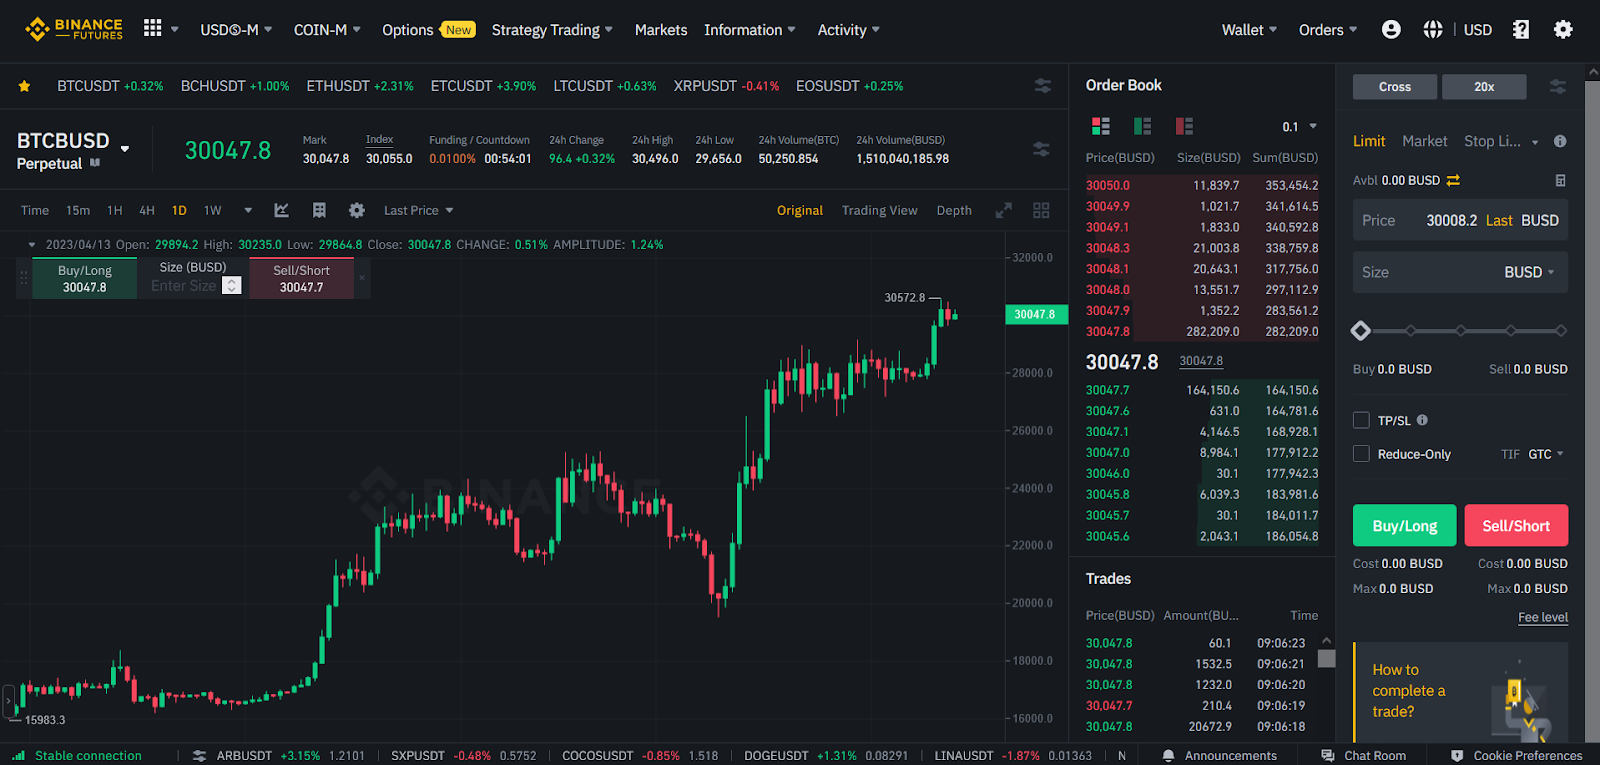 BINANCE
FUTURES
USDⓈ-M
COIN-M
Options New
Strategy Trading
Markets
Information
Activity
Wallet
Orders
USD
BTCUSDT +0.32% BCHUSDT +1.00% ETHUSDT +2.31% ETCUSDT +3.90% LTCUSDT +0.63% XRPUSDT -0.41% EOSUSDT +0.25%
BTCBUSD
Perpetual
30047.8
Mark
30,047.8
Index
30,055.0
Funding / Countdown
0.0100% 00:54:01
24h Change
96.4 +0.32%
24h High
30,496.0
24h Low
29,656.0
24h Volume(BTC)
50,250.854
24h Volume(BUSD)
1,510,040,185.98
Time 15m 1H 4H 1D 1W
Last Price
Original Trading View Depth
2023/04/13 Open: 29894.2 High: 30235.0 Low: 29864.8 Close: 30047.8 CHANGE: 0.51% AMPLITUDE: 1.24%
Buy/Long
30047.8
Size (BUSD)
Enter Size
Sell/Short
30047.7
BINANCE
30572.8
15983.3
32000.0
30047.8
28000.0
26000.0
24000.0
22000.0
20000.0
18000.0
16000.0
Order Book
0.1
Price(BUSD) Size(BUSD) Sum(BUSD)
30050.0 11,839.7 353,454.2
30049.9 1,021.7 341,614.5
30049.1 1,833.0 340,592.8
30048.3 21,003.8 338,759.8
30048.1 20,643.1 317,756.0
30048.0 13,551.7 297,112.9
30047.9 1,352.2 283,561.2
30047.8 282,209.0 282,209.0
30047.8 30047.8
30047.7 164,150.6 164,150.6
30047.6 631.0 164,781.6
30047.1 4,146.5 168,928.1
30047.0 8,984.1 177,912.2
30046.0 30.1 177,942.3
30045.8 6,039.3 183,981.6
30045.7 30.1 184,011.7
30045.6 2,043.1 186,054.8
Trades
Price(BUSD) Amount(BU... Time
30,047.8 60.1 09:06:23
30,047.8 1532.5 09:06:21
30,047.8 1232.0 09:06:20
30,047.7 210.4 09:06:19
30,047.8 20672.9 09:06:18
Cross 20x
Limit Market Stop Li...
Avbl 0.00 BUSD
Price 30008.2 Last BUSD
Size BUSD
Buy 0.0 BUSD Sell 0.0 BUSD
TP/SL
Reduce-Only TIF GTC
Buy/Long Sell/Short
Cost 0.00 BUSD Cost 0.00 BUSD
Max 0.0 BUSD Max 0.0 BUSD
Fee level
How to
complete a
trade?
Stable connection
ARBUSDT +3.15% 1.2101 SXPUSDT -0.48% 0.5752 COCOSUSDT -0.85% 1.518 DOGEUSDT +1.31% 0.08291 LINAUSDT -1.87% 0.01363 N
Announcements
Chat Room
Cookie Preferences